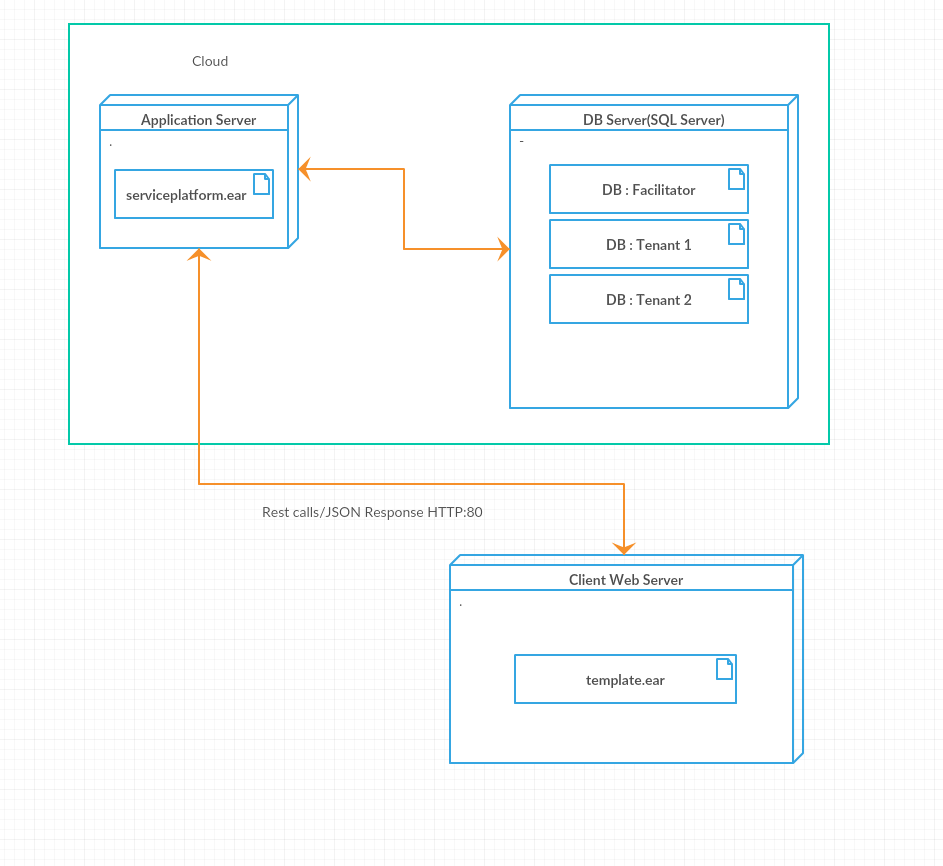 Cloud
Application Server
.
serviceplatform.ear
DB Server(SQL Server)
-
DB : Facilitator
DB : Tenant 1
DB : Tenant 2
Rest calls/JSON Response HTTP:80
Client Web Server
.
template.ear